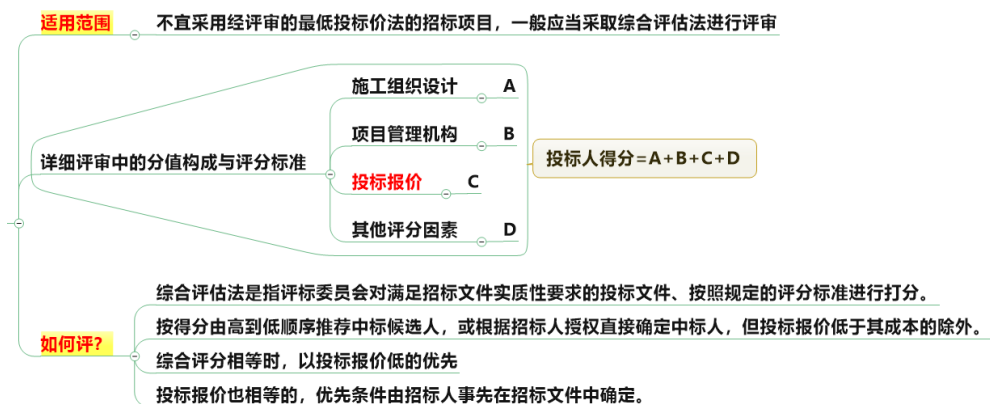 适用范围
不宜采用经评审的最低投标价法的招标项目，一般应当采取综合评估法进行评审
施工组织设计
A
项目管理机构
B
详细评审中的分值构成与评分标准
投标人得分=A+B+C+D
投标报价
C
其他评分因素
D
综合评估法是指评标委员会对满足招标文件实质性要求的投标文件、按照规定的评分标准进行打分。
按得分由高到低顺序推荐中标候选人，或根据招标人授权直接确定中标人，但投标报价低于其成本的除外。
如何评？
综合评分相等时，以投标报价低的优先
投标报价也相等的，优先条件由招标人事先在招标文件中确定。